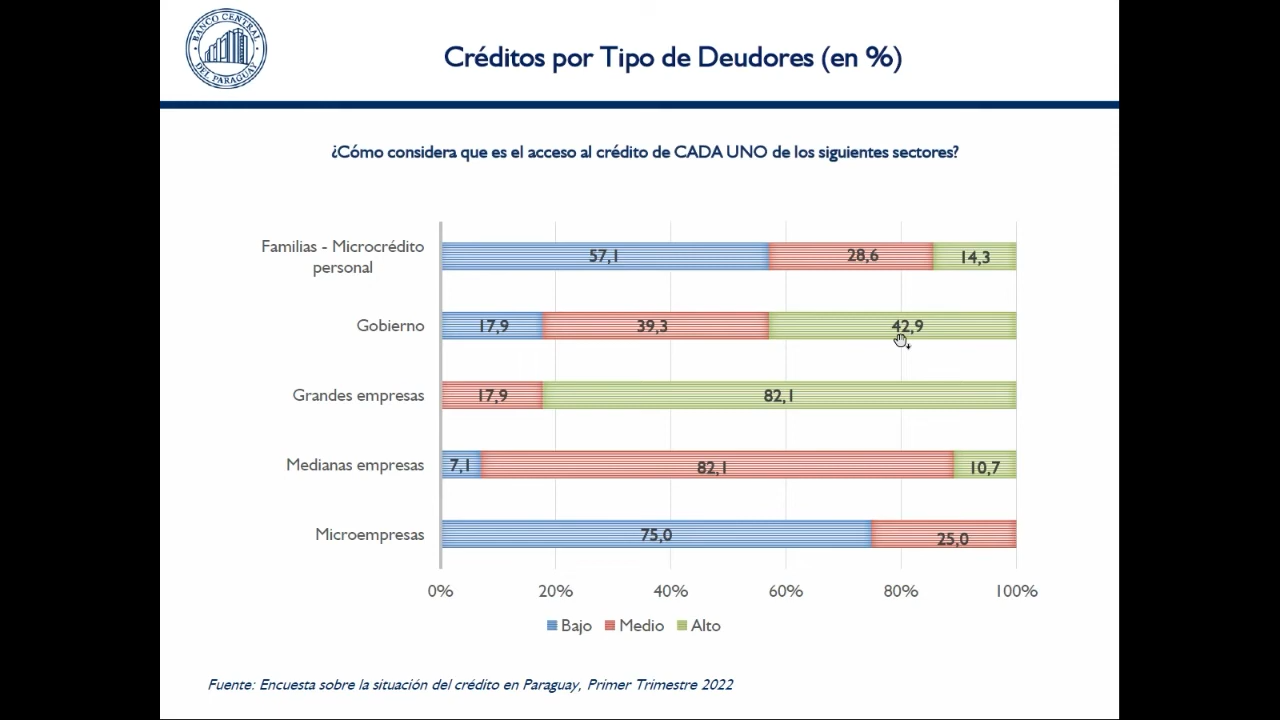 BANCO CENTRAL
DEL PARAGUAY
Créditos por Tipo de Deudores (en %)
¿Cómo considera que es el acceso al crédito de CADA UNO de los siguientes sectores?
Familias - Microcrédito
personal
57,1 28,6 14,3
Gobierno 17,9 39,3 42,9
Grandes empresas 17,9 82,1
Medianas empresas 7,1 82,1 10,7
Microempresas 75,0 25,0
0% 20% 40% 60% 80% 100%
Bajo Medio Alto
Fuente: Encuesta sobre la situación del crédito en Paraguay, Primer Trimestre 2022